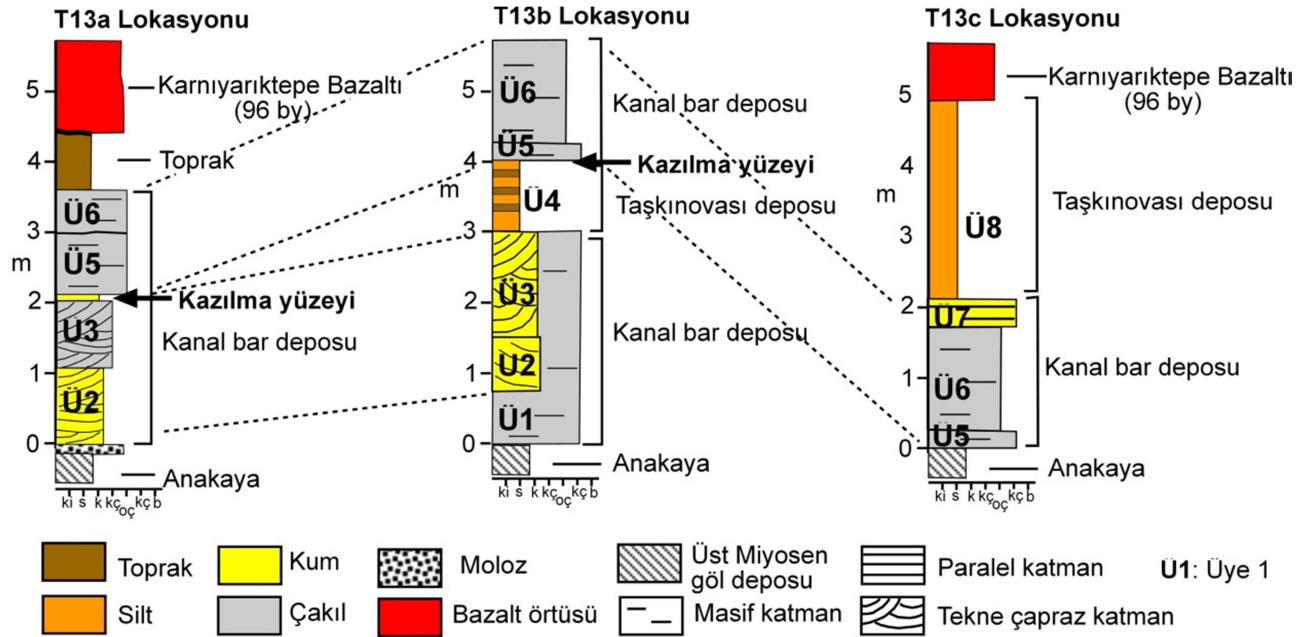 T13a Lokasyonu
5
4
3
m
2
1
0
Ü6
Ü5
Ü3
Ü2
Karnıyarıktepe Bazaltı
(96 by)
Toprak
Kazılma yüzeyi
Kanal bar deposu
Anakaya
ki s k kç oç kç b
T13b Lokasyonu
5
4
m
3
2
1
0
Ü6
Ü5
Ü4
Ü3
U2
Ü1
Kanal bar deposu
Kazılma yüzeyi
Taşkınovası deposu
Kanal bar deposu
Anakaya
ki s k kç oç kç b
T13c Lokasyonu
5
4
m
3
2
1
0
Ü8
Ü7
Ü6
Ü5
Karnıyarıktepe Bazaltı
(96 by)
Taşkınovası deposu
Kanal bar deposu
Anakaya
ki s k kç oç kç b
Toprak
Kum
Moloz
Üst Miyosen
göl deposu
Paralel katman
Ü1: Üye 1
Silt
Çakıl
Bazalt örtüsü
Masif katman
Tekne çapraz katman